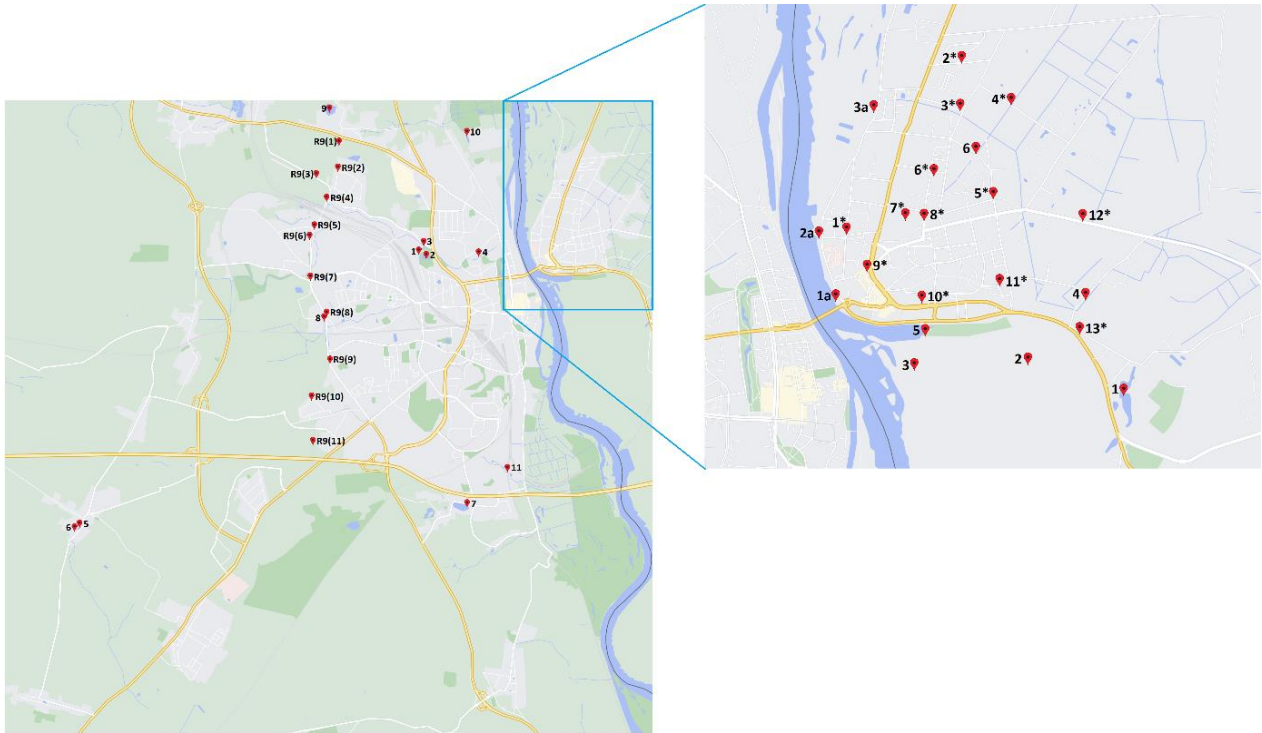 9
10
R9(1)
R9(2)
R9(3)
R9(4)
R9(5)
R9(6)
3
1
2
4
R9(7)
R9(8)
8
R9(9)
R9(10)
R9(11)
11
7
5
6
2*
4*
3*
3a
6
6*
5*
7*
8*
12*
1*
2a
9*
11*
4
1a
10*
13*
5
2
3
1